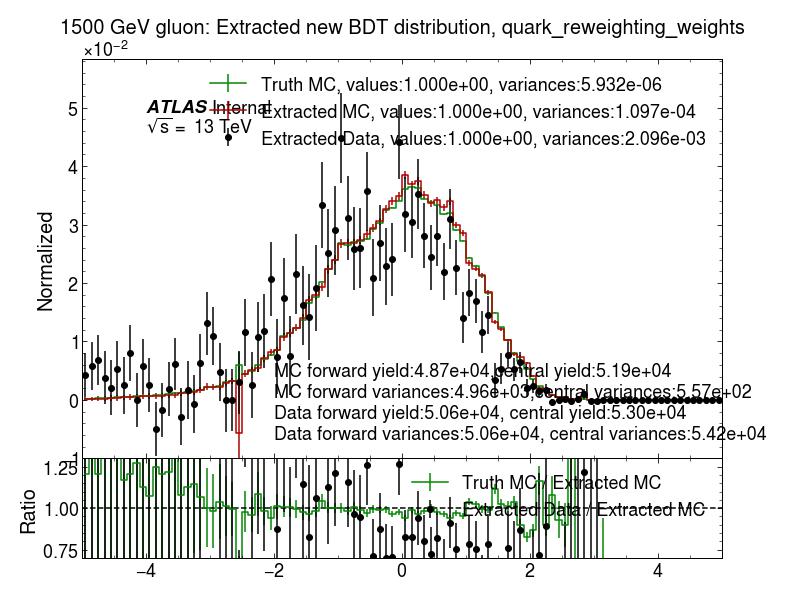 1500 GeV gluon: Extracted new BDT distribution, quark_reweighting_weights
×10−2
Truth MC, values:1.000e+00, variances:5.932e-06
ATLAS Internal
Extracted MC, values:1.000e+00, variances:1.097e-04
√s = 13 TeV
Extracted Data, values:1.000e+00, variances:2.096e-03
5
4
3
2
1
0
1
Normalized
MC forward yield:4.87e+04, central yield:5.19e+04
MC forward variances:4.96e+03, central variances:5.57e+02
Data forward yield:5.06e+04, central yield:5.30e+04
Data forward variances:5.06e+04, central variances:5.42e+04
1.25
1.00
0.75
Ratio
Truth MC / Extracted MC
Extracted Data / Extracted MC
−4 −2 0 2 4